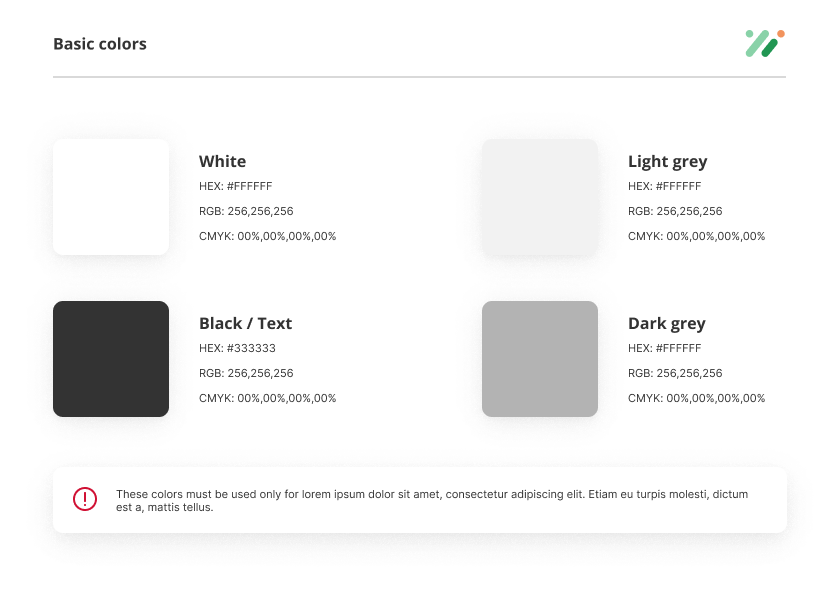 Basic colors
White
HEX: #FFFFFF
RGB: 256,256,256
CMYK: 00%,00%,00%,00%
Light grey
HEX: #FFFFFF
RGB: 256,256,256
CMYK: 00%,00%,00%,00%
Black / Text
HEX: #333333
RGB: 256,256,256
CMYK: 00%,00%,00%,00%
Dark grey
HEX: #FFFFFF
RGB: 256,256,256
CMYK: 00%,00%,00%,00%
These colors must be used only for lorem ipsum dolor sit amet, consectetur adipiscing elit. Etiam eu turpis molesti, dictum
est a, mattis tellus.